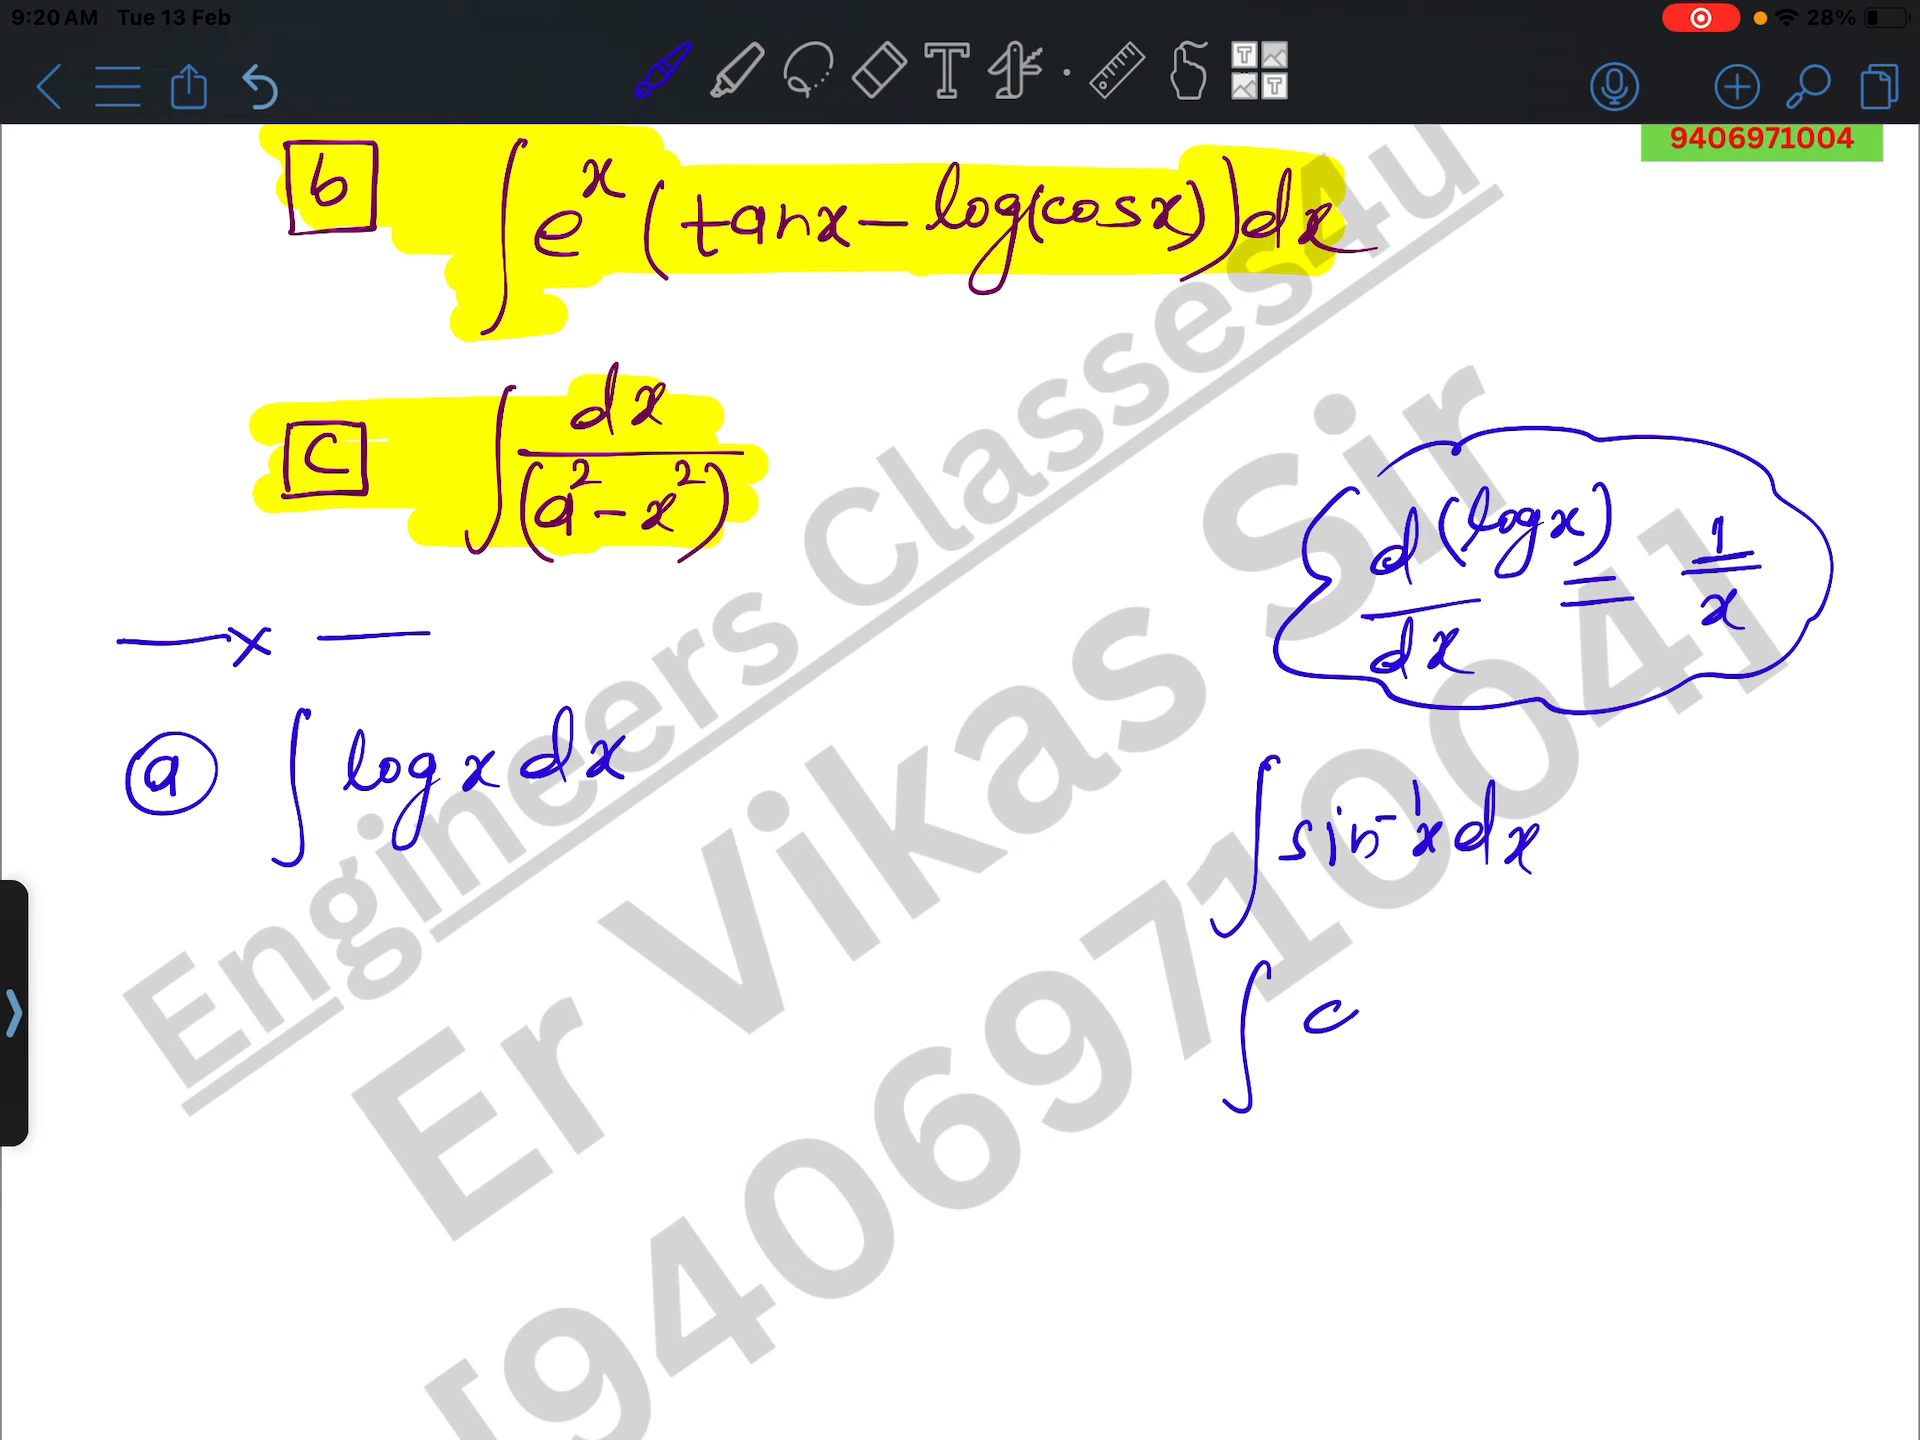 9:20 AM Tue 13 Feb
28%
9406971004
b ∫ e^x (tanx - log(cosx)) dx
c ∫ dx / (a² - x²)
d(logx)/dx = 1/x
—x—
a ∫ log x dx
∫ sin⁻¹x dx
∫ c
Engineers Classes4u
Er Vikas Sir
[9406971004]